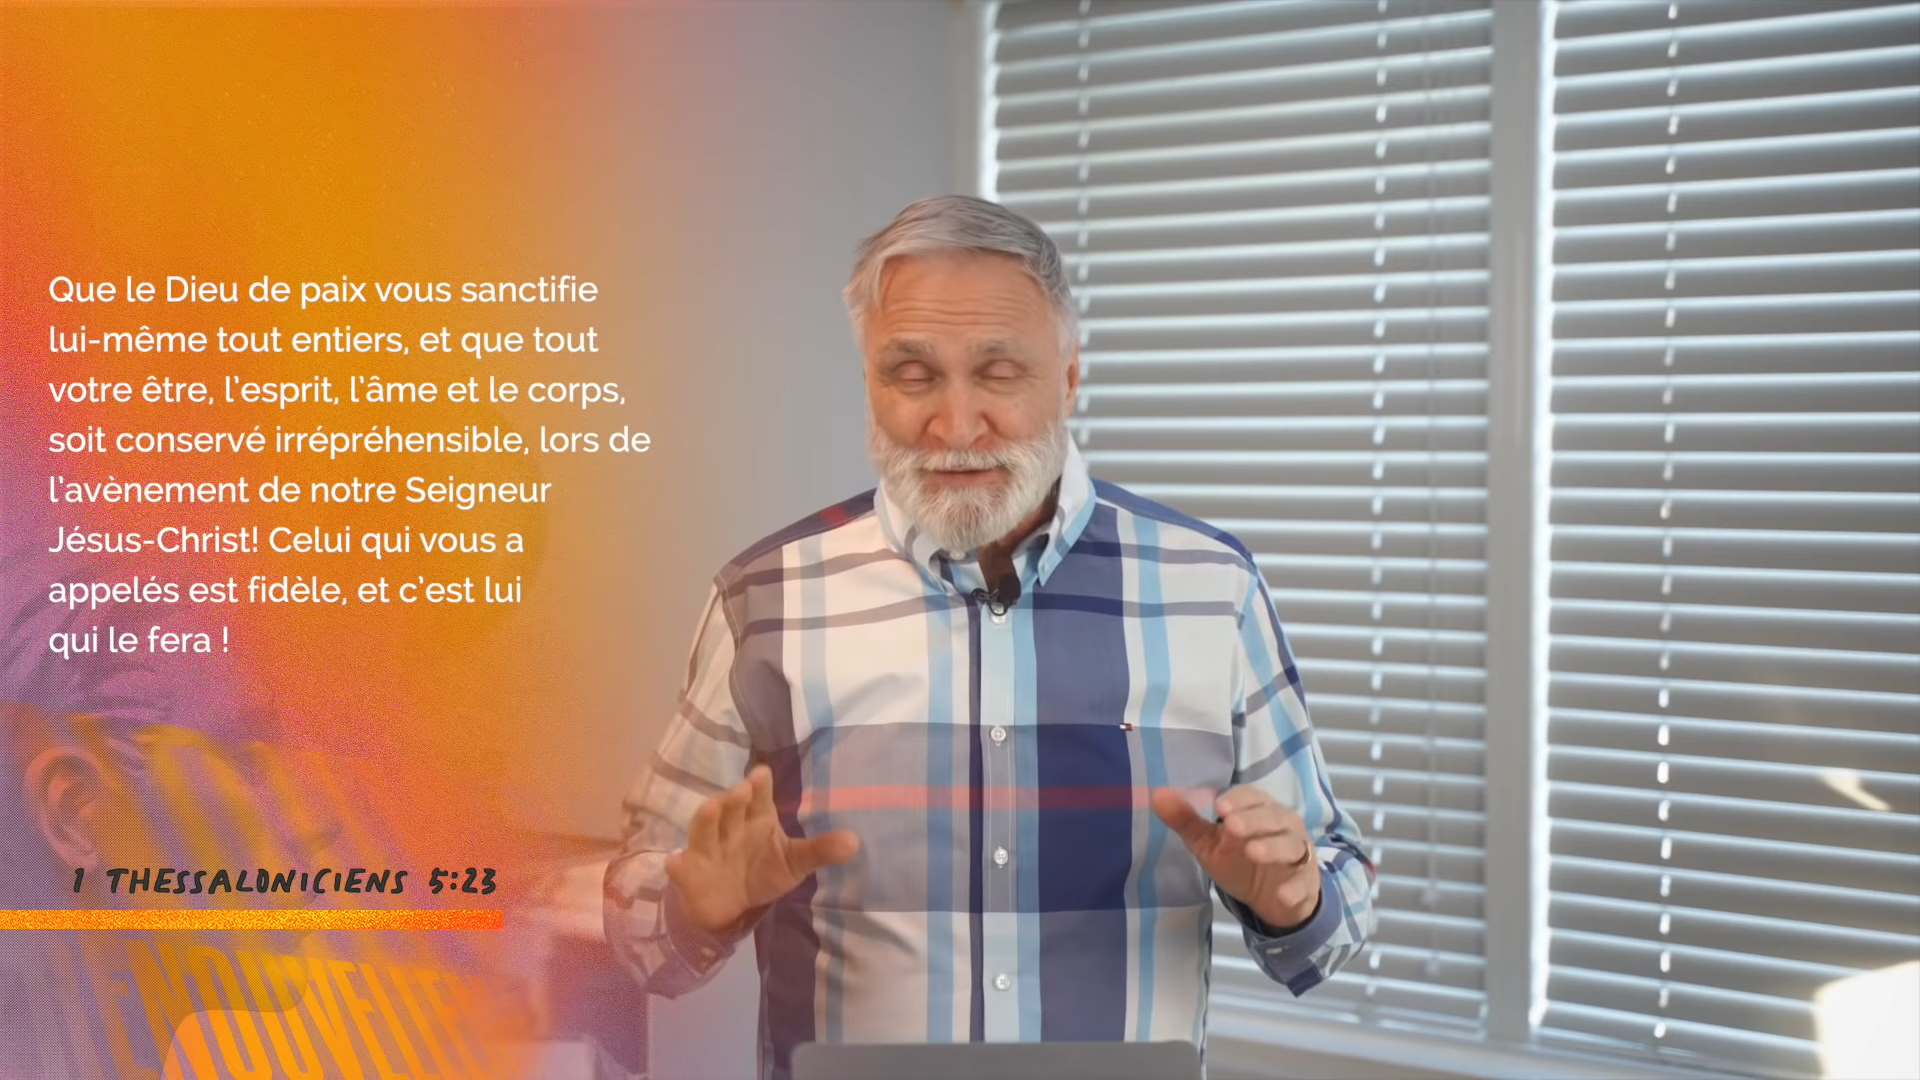 Que le Dieu de paix vous sanctifie
lui-même tout entiers, et que tout
votre être, l'esprit, l'âme et le corps,
soit conservé irrépréhensible, lors de
l'avènement de notre Seigneur
Jésus-Christ! Celui qui vous a
appelés est fidèle, et c'est lui
qui le fera !
1 THESSALONICIENS 5:23